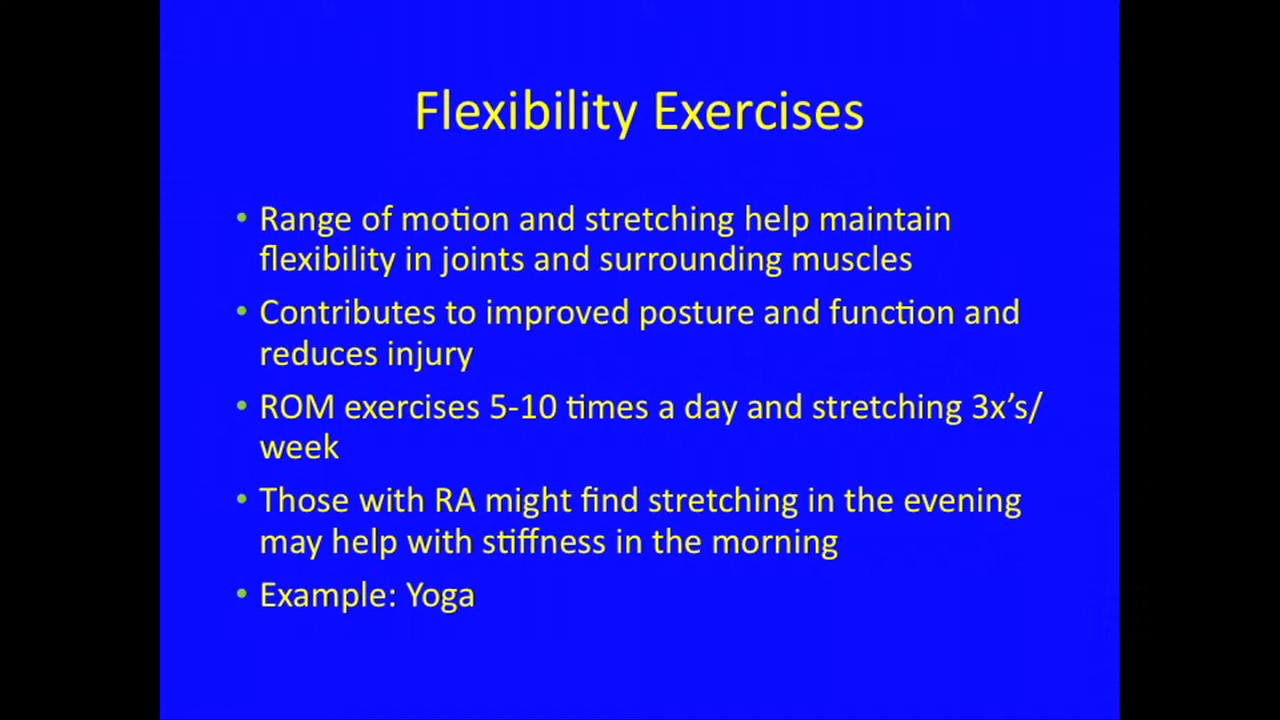 Flexibility Exercises
• Range of motion and stretching help maintain
flexibility in joints and surrounding muscles
• Contributes to improved posture and function and
reduces injury
• ROM exercises 5-10 times a day and stretching 3x’s/
week
• Those with RA might find stretching in the evening
may help with stiffness in the morning
• Example: Yoga